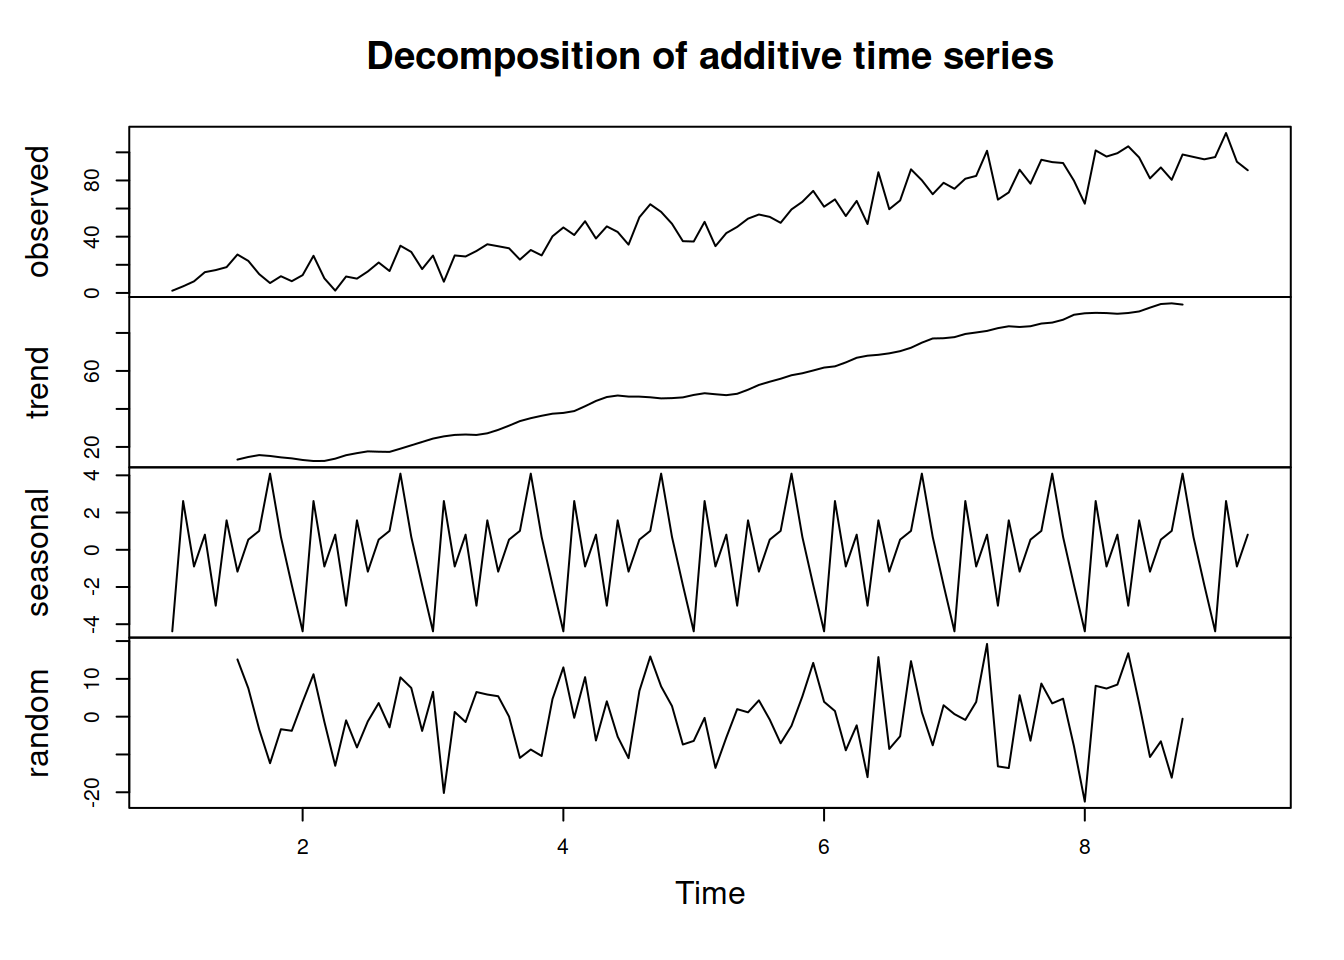 Decomposition of additive time series
observed
0 40 80
trend
20 60
seasonal
-4 -2 0 2 4
random
-20 0 10
2 4 6 8
Time